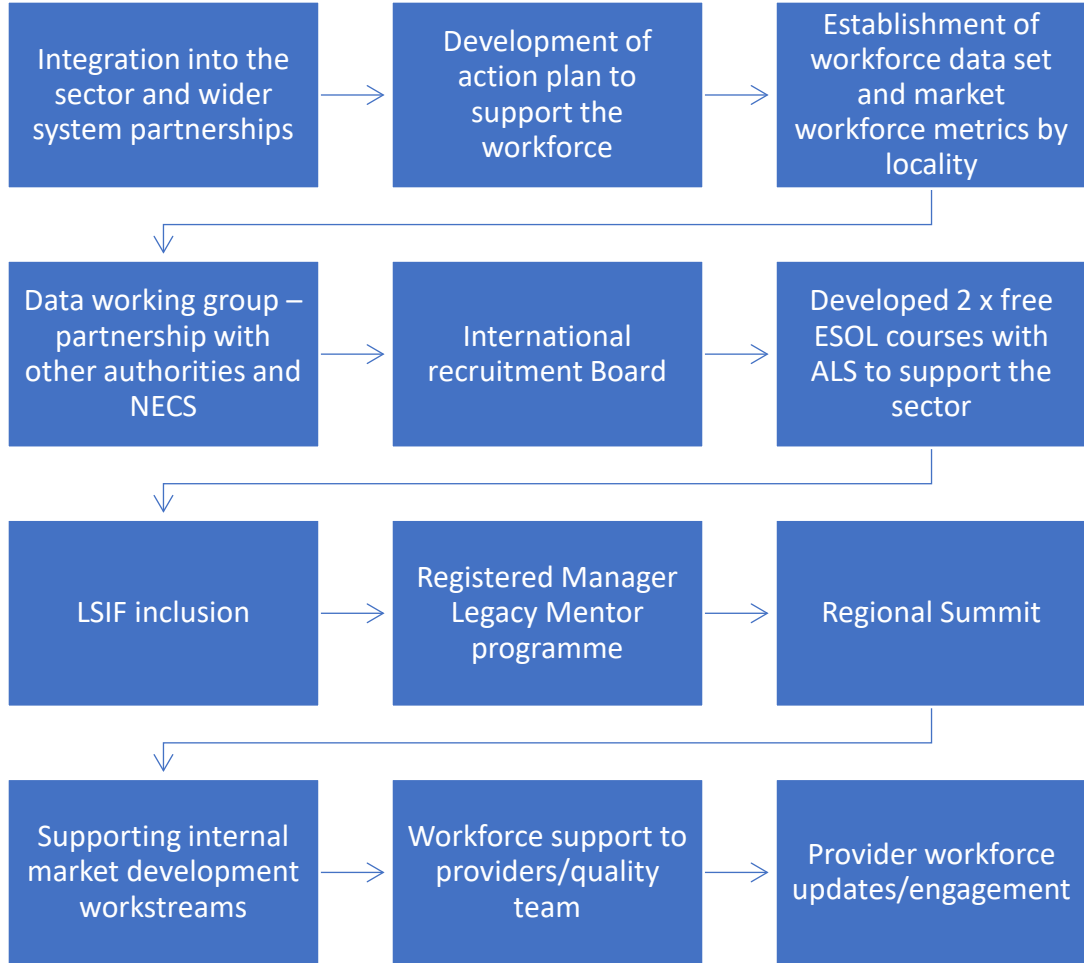 Integration into the
sector and wider
system partnerships
Development of
action plan to
support the
workforce
Establishment of
workforce data set
and market
workforce metrics by
locality
Data working group –
partnership with
other authorities and
NECS
International
recruitment Board
Developed 2 x free
ESOL courses with
ALS to support the
sector
LSIF inclusion
Registered Manager
Legacy Mentor
programme
Regional Summit
Supporting internal
market development
workstreams
Workforce support to
providers/quality
team
Provider workforce
updates/engagement